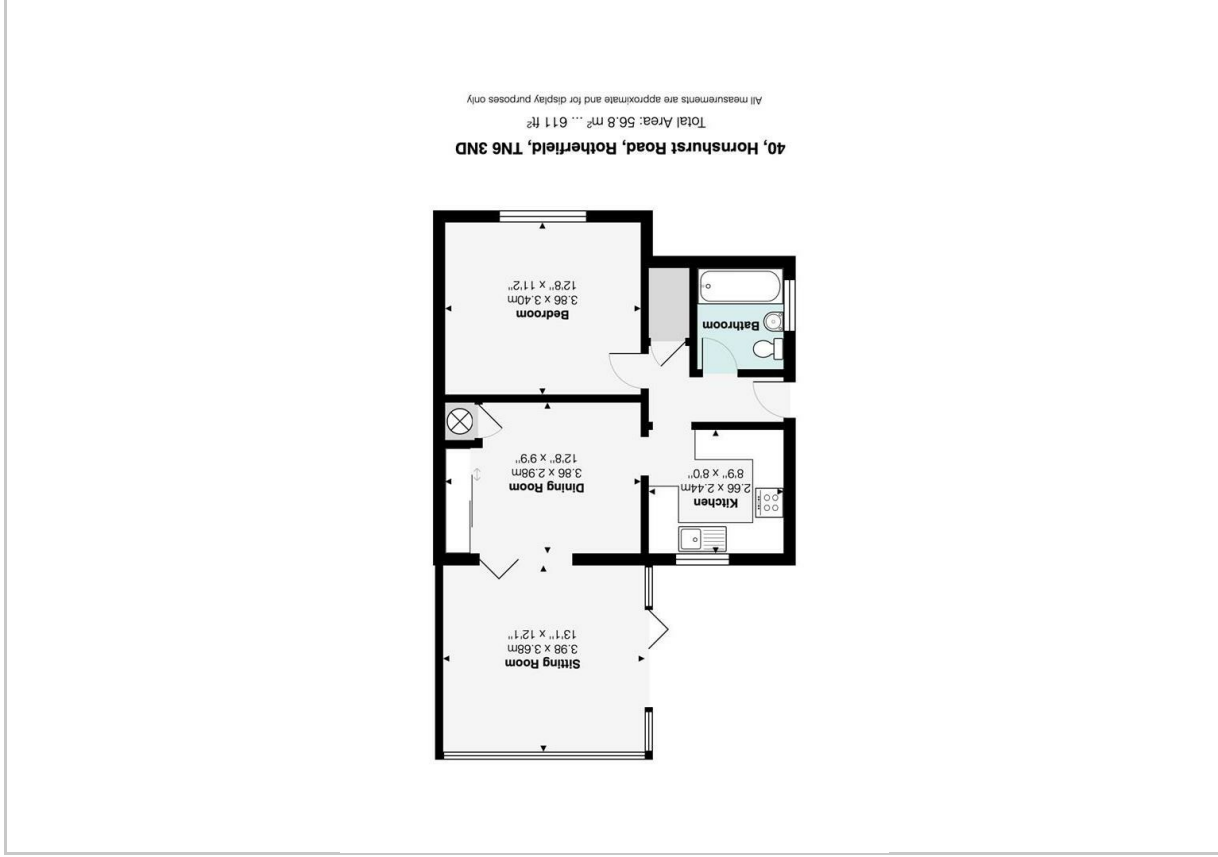 Sitting Room
3.98 x 3.68m
13'1'' x 12'1''
Kitchen
2.66 x 2.44m
8'9'' x 8'0''
Dining Room
3.86 x 2.98m
12'8'' x 9'9''
Bathroom
Bedroom
3.86 x 3.40m
12'8'' x 11'2''
40, Hornshurst Road, Rotherfield, TN6 3ND
Total Area: 56.8 m² ... 611 ft²
All measurements are approximate and for display purposes only